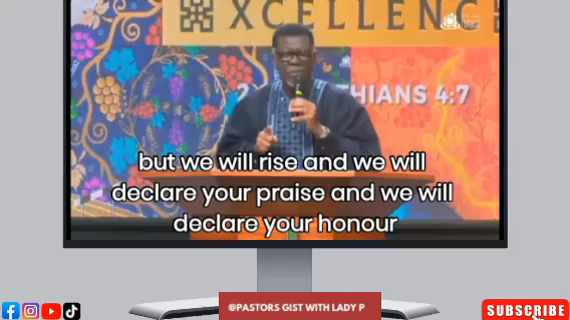 XCELLENC
THIANS 4:7
but we will rise and we will
declare your praise and we will
declare your honour
@PASTORS GIST WITH LADY P
SUBSCRIBE